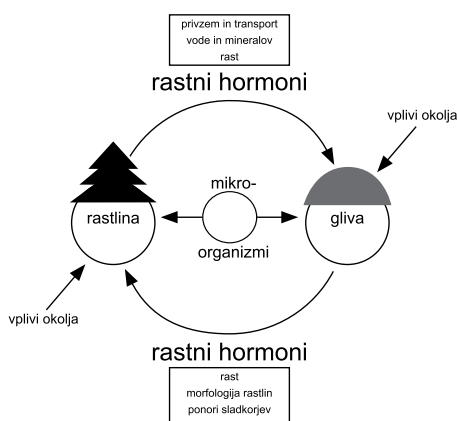 privzem in transport
vode in mineralov
rast
rastni hormoni
vplivi okolja
mikro-
rastlina
gliva
organizmi
vplivi okolja
rastni hormoni
rast
morfologija rastlin
ponori sladkorjev